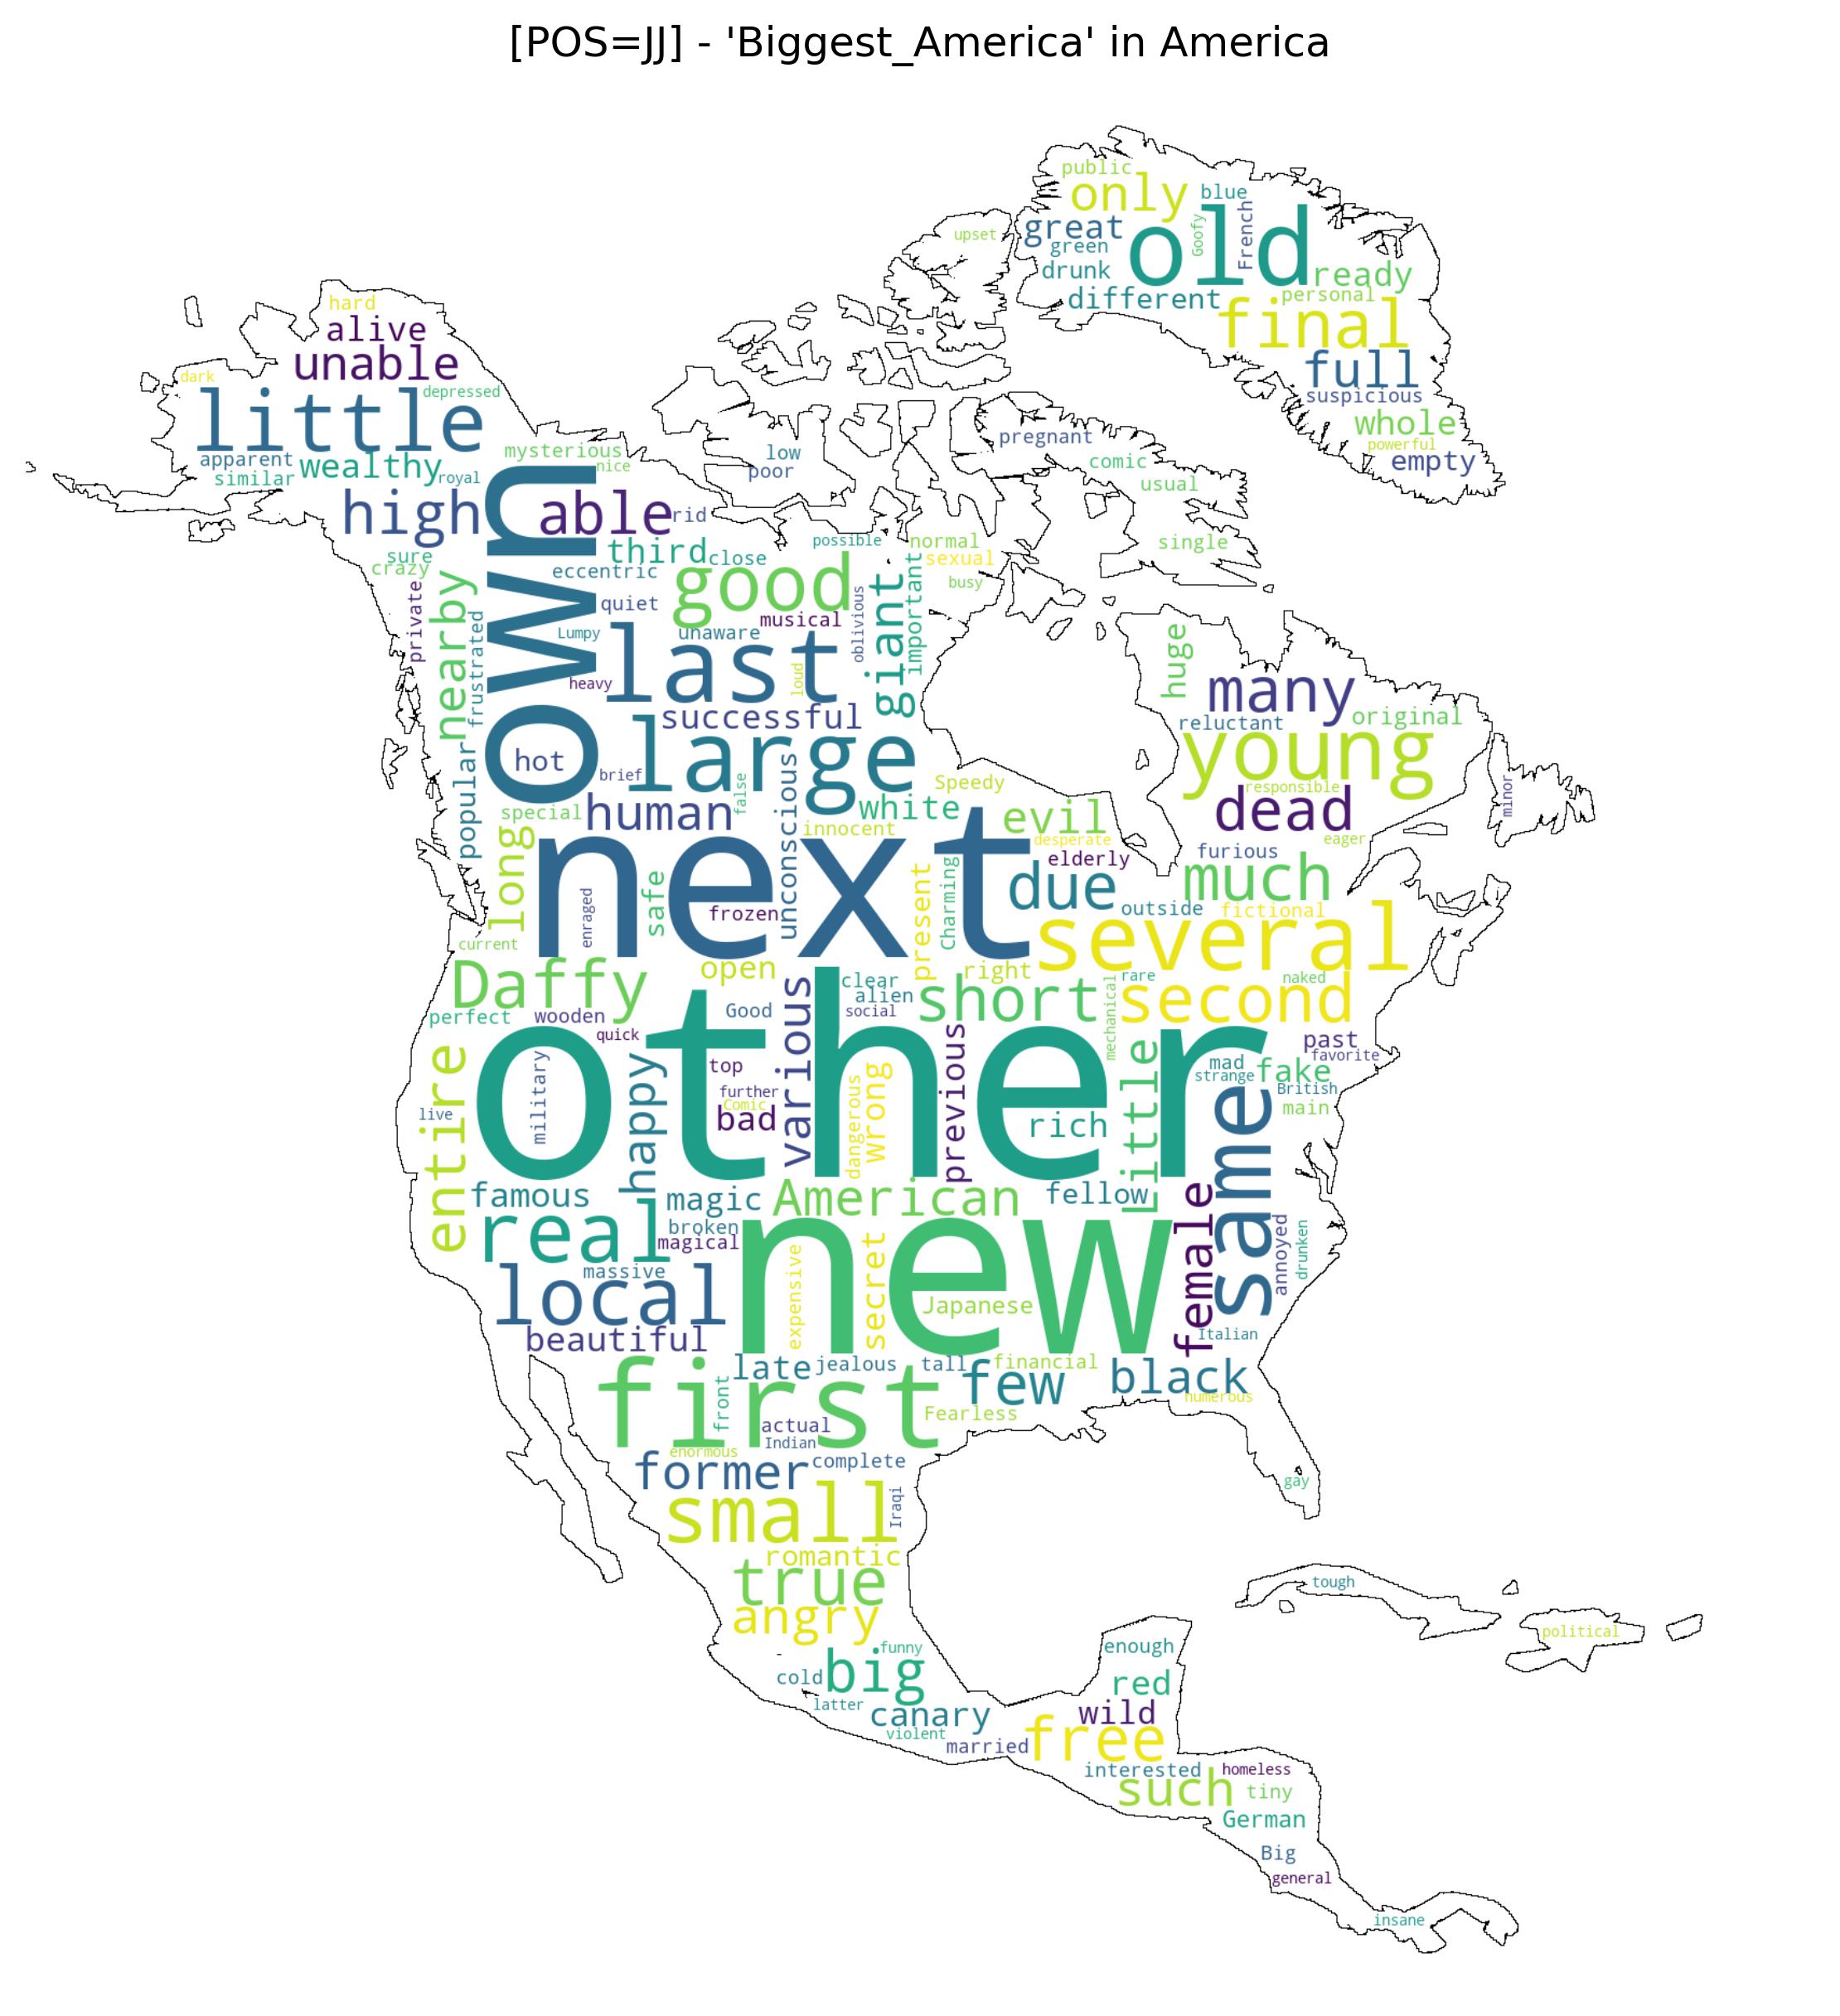 [POS=JJ] - 'Biggest_America' in America
public
only
blue
great
green
Goofy
French
old
upset
drunk
ready
different
personal
final
full
suspicious
whole
powerful
empty
hard
alive
unable
dark
little
depressed
apparent
wealthy
similar
royal
mysterious
nice
low
poor
pregnant
comic
usual
single
high
own
able
rid
third
close
possible
normal
sexual
busy
sure
crazy
eccentric
good
private
nearby
frustrated
quiet
musical
oblivious
giant
important
Lumpy
unaware
last
loud
heavy
huge
many
reluctant
original
young
responsible
dead
minor
eager
successful
large
hot
brief
false
popular
special
human
unconscious
white
Speedy
innocent
evil
desperate
elderly
furious
much
long
next
due
outside
fictional
enraged
safe
frozen
present
Charming
several
current
Daffy
open
right
rare
naked
clear
alien
short
second
mechanical
perfect
wooden
Good
social
various
quick
past
favorite
other
entire
military
happy
top
further
Comic
bad
dangerous
wrong
previous
rich
Little
mad
strange
fake
British
main
live
same
famous
magic
American
fellow
real
broken
magical
new
female
annoyed
drunken
massive
local
expensive
secret
Japanese
Italian
beautiful
late
jealous
tall
financial
few
black
numerous
first
front
Fearless
actual
Indian
enormous
former
complete
gay
small
Iraqi
romantic
true
angry
tough
political
-
funny
cold
big
enough
red
latter
canary
wild
violent
free
married
interested
homeless
such
tiny
German
Big
general
insane